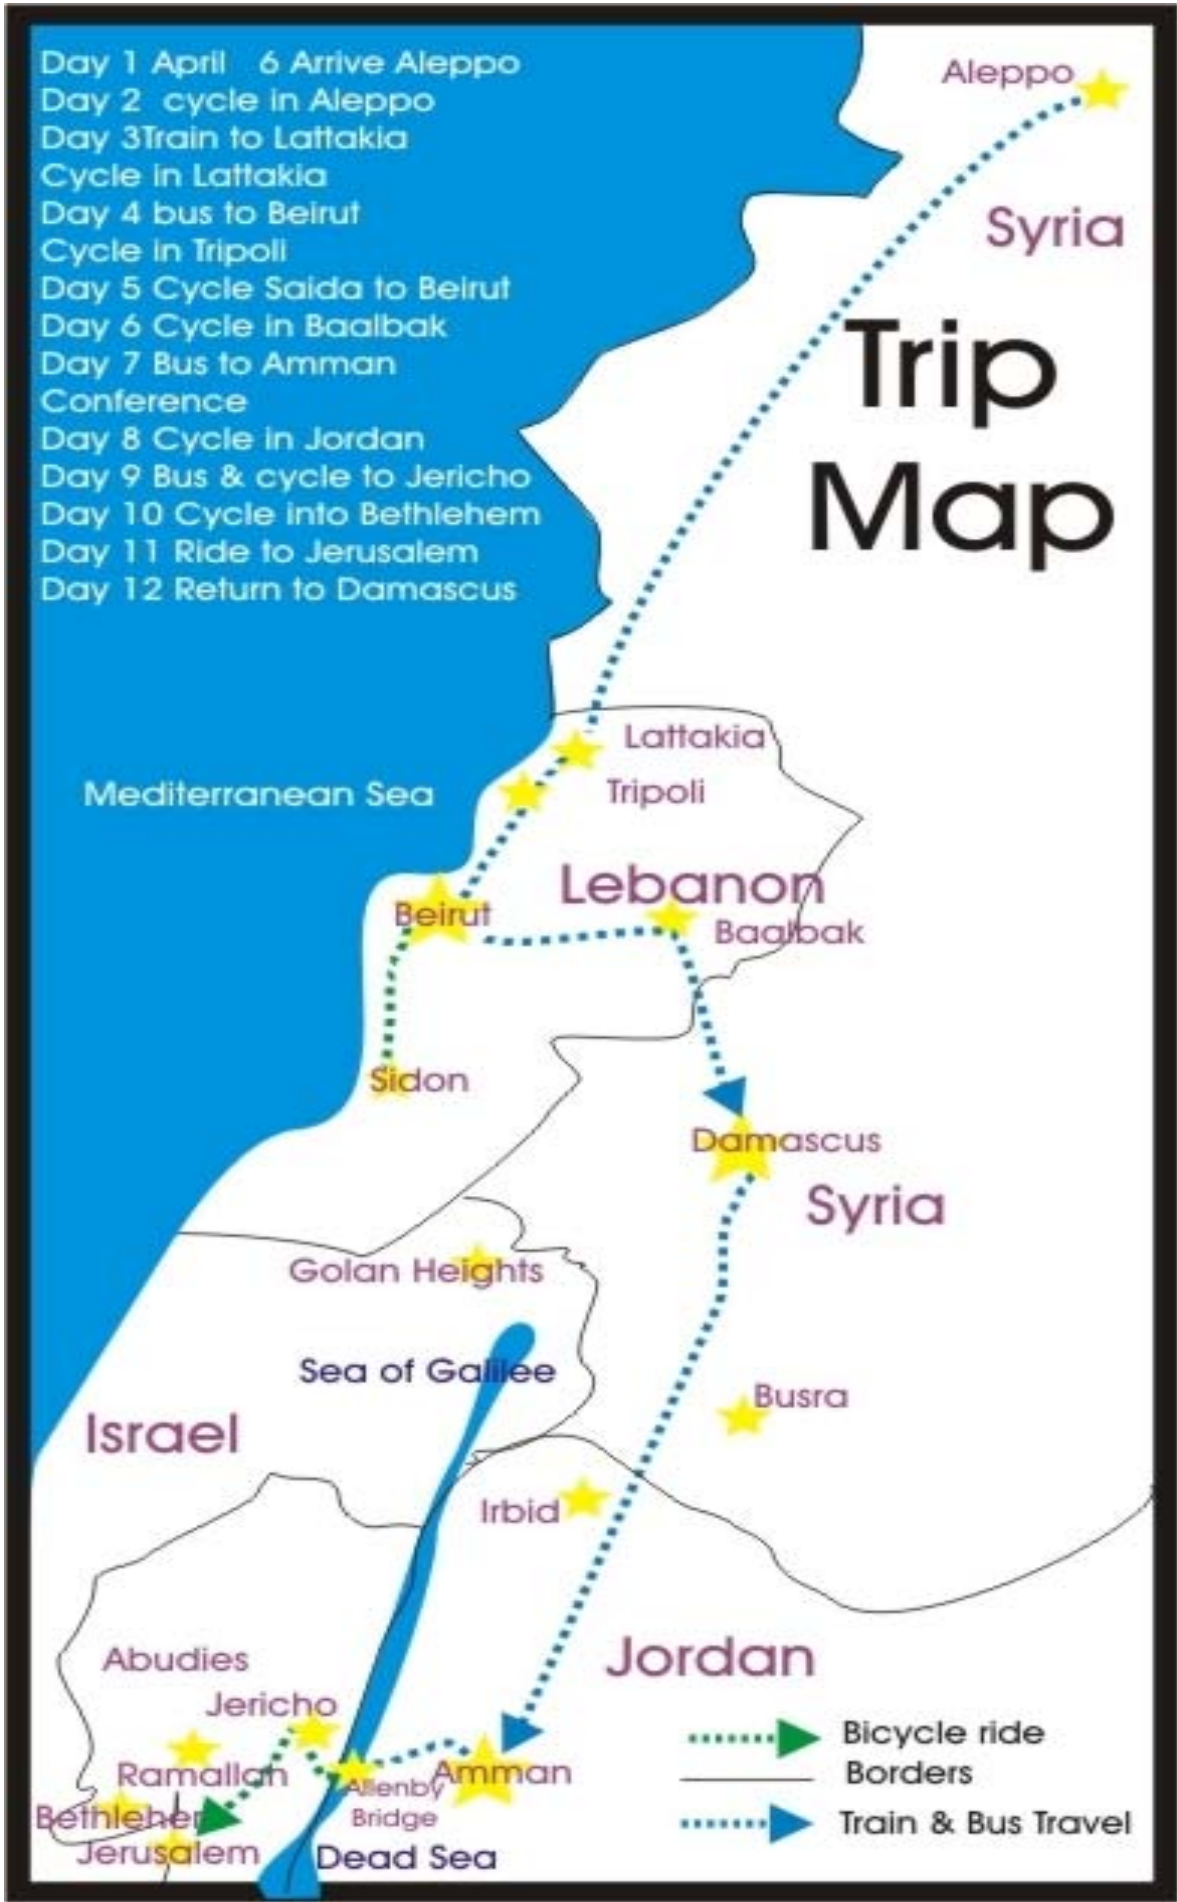 Day 1 April 6 Arrive Aleppo
Day 2 cycle in Aleppo
Day 3Train to Lattakia
Cycle in Lattakia
Day 4 bus to Beirut
Cycle in Tripoli
Day 5 Cycle Saida to Beirut
Day 6 Cycle in Baalbak
Day 7 Bus to Amman
Conference
Day 8 Cycle in Jordan
Day 9 Bus & cycle to Jericho
Day 10 Cycle into Bethlehem
Day 11 Ride to Jerusalem
Day 12 Return to Damascus
Aleppo
Syria
Trip
Map
Lattakia
Mediterranean Sea
Tripoli
Lebanon
Beirut
Baalbak
Sidon
Damascus
Syria
Golan Heights
Sea of Galilee
Busra
Israel
Irbid
Abudies
Jordan
Jericho
Bicycle ride
Ramallah
Amman
Borders
Allenby
Bridge
Bethlehem
Train & Bus Travel
Jerusalem
Dead Sea